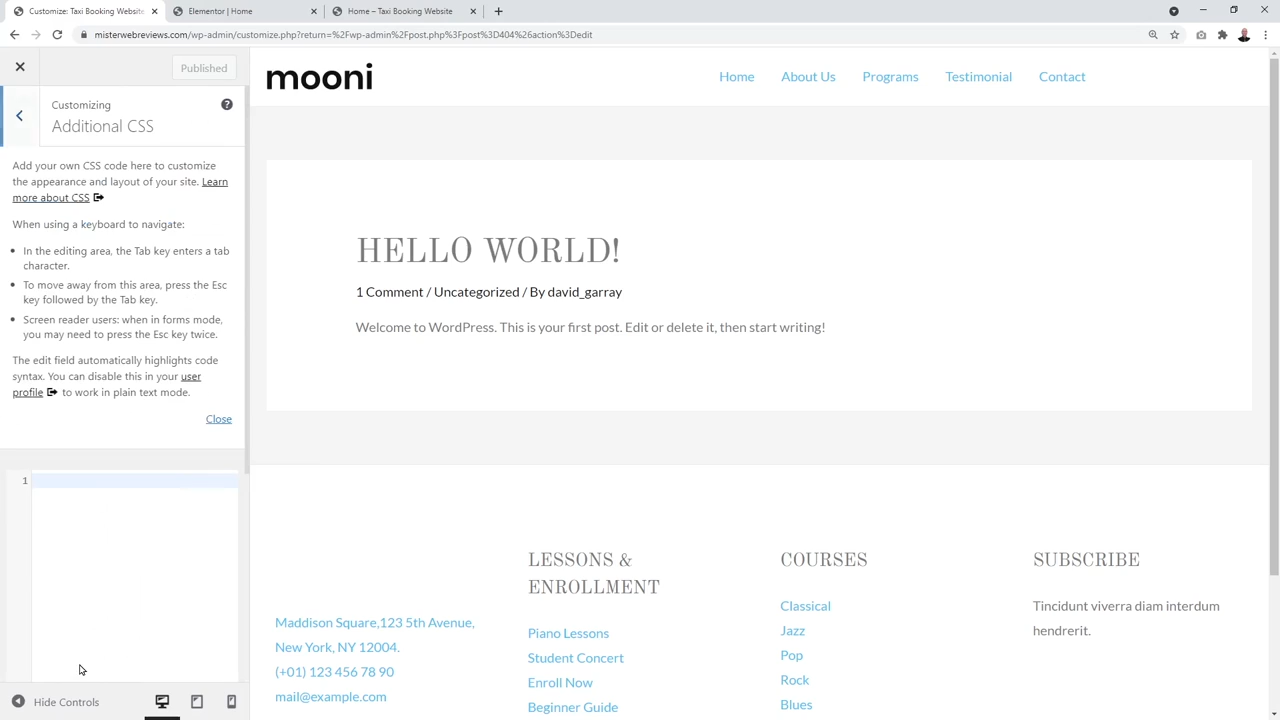 Customize: Taxi Booking Website
Elementor | Home
Home – Taxi Booking Website
misterwebreviews.com/wp-admin/customize.php?return=%2Fwp-admin%2Fpost.php%3Fpost%3D404%26action%3Dedit
Published
Customizing
Additional CSS
Add your own CSS code here to customize
the appearance and layout of your site. Learn
more about CSS
When using a keyboard to navigate:
In the editing area, the Tab key enters a tab
character.
To move away from this area, press the Esc
key followed by the Tab key.
Screen reader users: when in forms mode,
you may need to press the Esc key twice.
The edit field automatically highlights code
syntax. You can disable this in your user
profile to work in plain text mode.
Close
1
Hide Controls
mooni
Home About Us Programs Testimonial Contact
HELLO WORLD!
1 Comment / Uncategorized / By david_garray
Welcome to WordPress. This is your first post. Edit or delete it, then start writing!
Maddison Square,123 5th Avenue,
New York, NY 12004.
(+01) 123 456 78 90
mail@example.com
LESSONS &
ENROLLMENT
Piano Lessons
Student Concert
Enroll Now
Beginner Guide
COURSES
Classical
Jazz
Pop
Rock
Blues
SUBSCRIBE
Tincidunt viverra diam interdum
hendrerit.